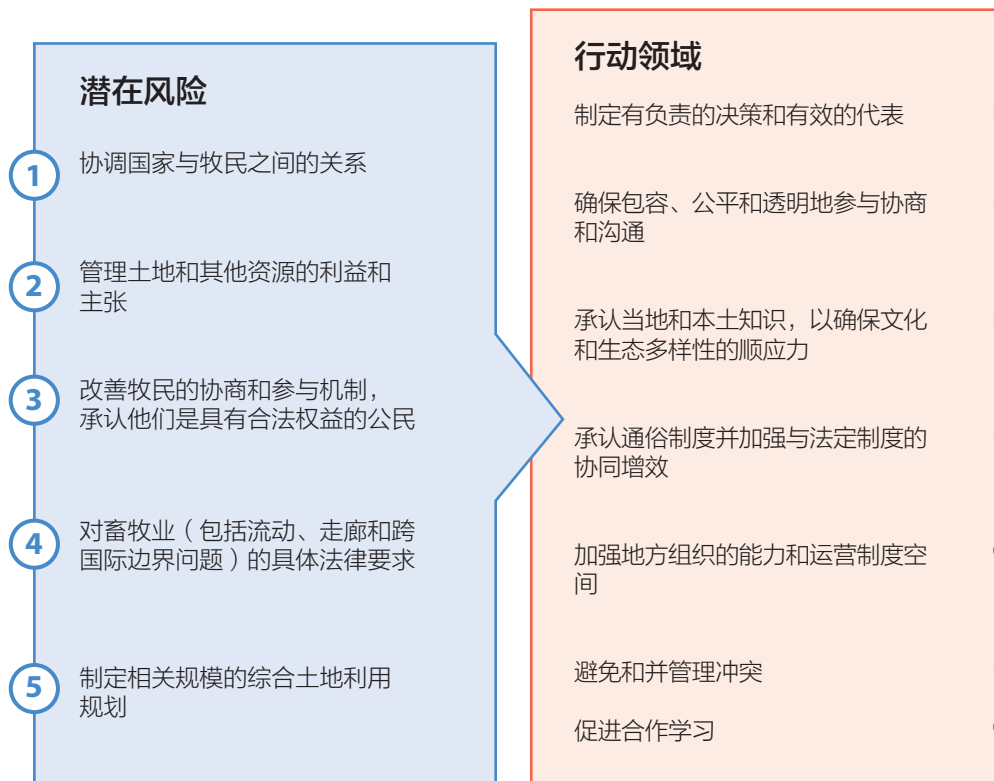 潜在风险
1
协调国家与牧民之间的关系
2
管理土地和其他资源的利益和
主张
3
改善牧民的协商和参与机制，
承认他们是具有合法权益的公民
4
对畜牧业（包括流动、走廊和跨
国际边界问题）的具体法律要求
5
制定相关规模的综合土地利用
规划
行动领域
制定有负责的决策和有效的代表
确保包容、公平和透明地参与协商
和沟通
承认当地和本土知识，以确保文化
和生态多样性的顺应力
承认通俗制度并加强与法定制度的
协同增效
加强地方组织的能力和运营制度空
间
避免和并管理冲突
促进合作学习